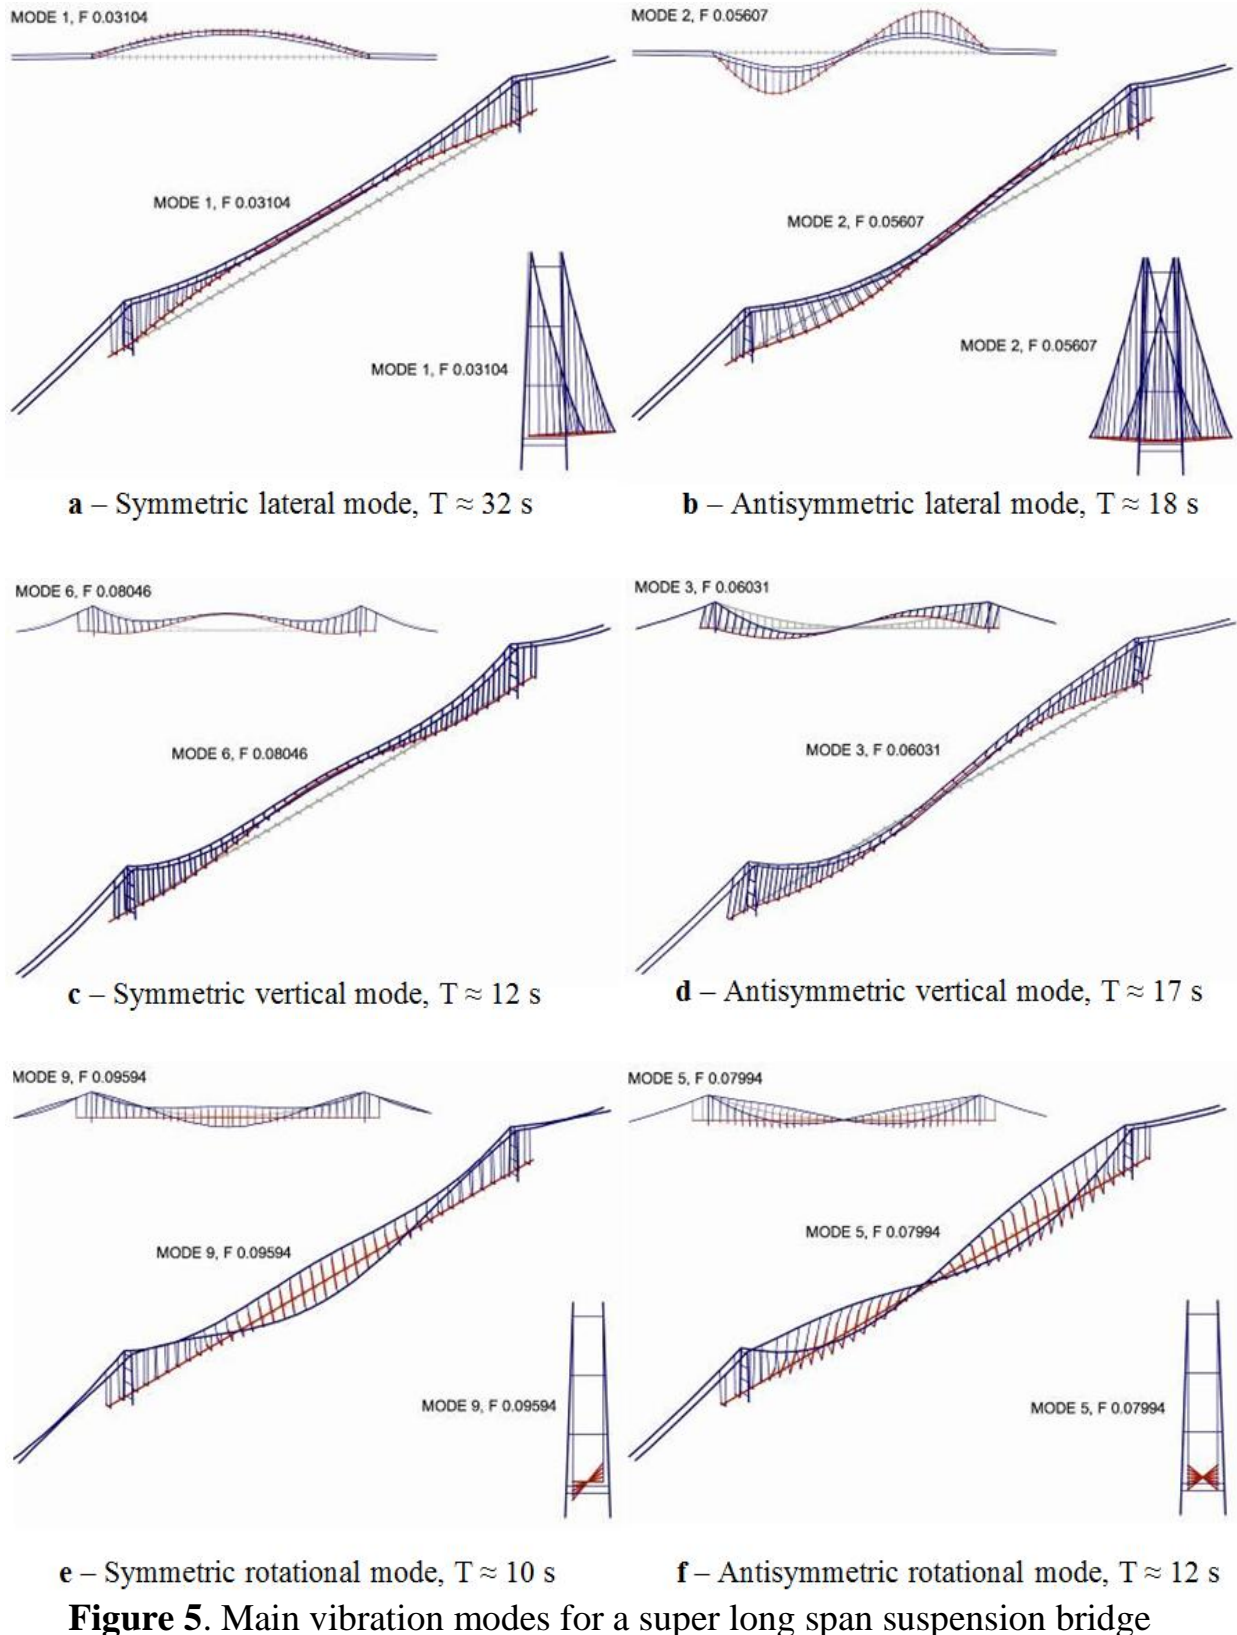 MODE 1, F 0.03104
MODE 1, F 0.03104
MODE 1, F 0.03104
a – Symmetric lateral mode, T ≈ 32 s
MODE 2, F 0.05607
MODE 2, F 0.05607
MODE 2, F 0.05607
b – Antisymmetric lateral mode, T ≈ 18 s
MODE 6, F 0.08046
MODE 6, F 0.08046
c – Symmetric vertical mode, T ≈ 12 s
MODE 3, F 0.06031
MODE 3, F 0.06031
d – Antisymmetric vertical mode, T ≈ 17 s
MODE 9, F 0.09594
MODE 9, F 0.09594
MODE 9, F 0.09594
e – Symmetric rotational mode, T ≈ 10 s
MODE 5, F 0.07994
MODE 5, F 0.07994
MODE 5, F 0.07994
f – Antisymmetric rotational mode, T ≈ 12 s
Figure 5. Main vibration modes for a super long span suspension bridge